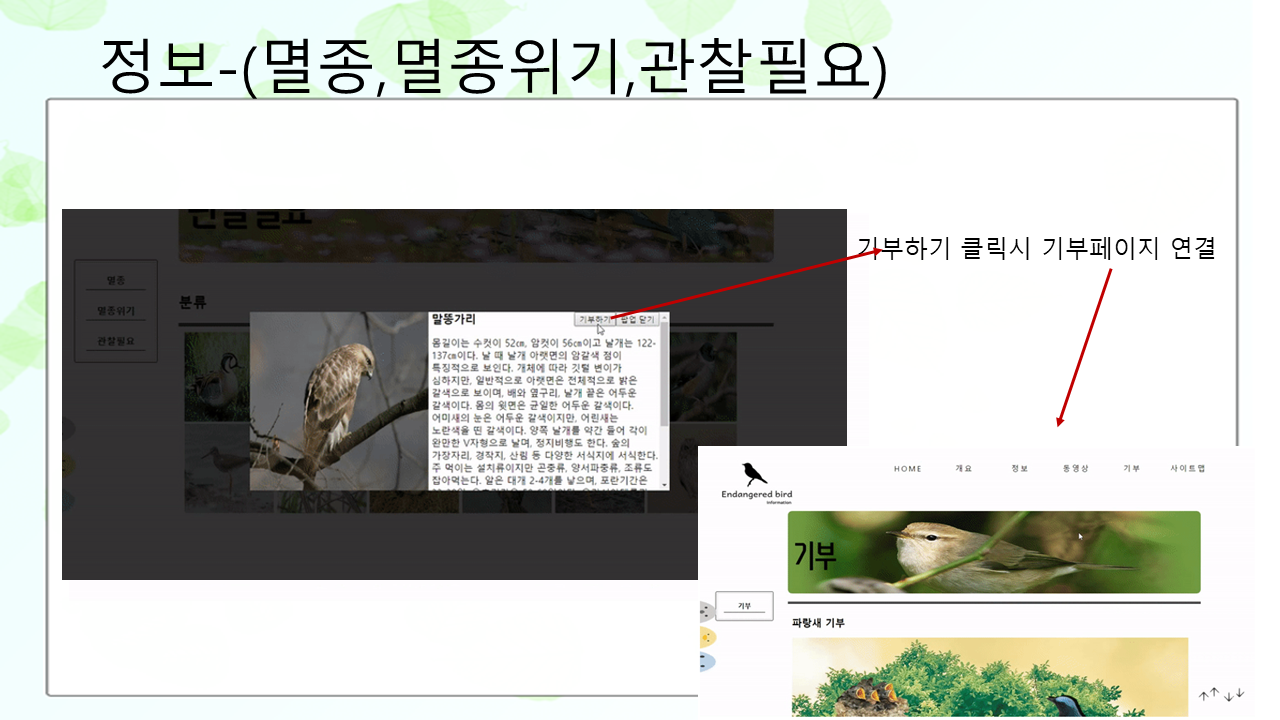 정보-(멸종,멸종위기,관찰필요)
관찰필요
기부하기 클릭시 기부페이지 연결
멸종
멸종위기
관찰필요
분류
말똥가리
기부하기 팝업 닫기
몸길이는 수컷이 52㎝, 암컷이 56㎝이고 날개는 122-
137㎝이다. 날 때 날개 아랫면의 암갈색 점이
특징적으로 보인다. 개체에 따라 깃털 변이가
심하지만, 일반적으로 아랫면은 전체적으로 밝은
갈색으로 보이며, 배와 옆구리, 날개 끝은 어두운
갈색이다. 몸의 윗면은 균일한 어두운 갈색이다.
어미새의 눈은 어두운 갈색이지만, 어린새는
노란색을 띤 갈색이다. 양쪽 날개를 약간 들어 각이
완만한 V자형으로 날며, 정지비행도 한다. 숲의
가장자리, 경작지, 산림 등 다양한 서식지에 서식한다.
주 먹이는 설치류이지만 곤충류, 양서파충류, 조류도
잡아먹는다. 알은 대개 2-4개를 낳으며, 포란기간은
HOME 개요 정보 동영상 기부 사이트맵
Endangered bird
information
기부
기부
파랑새 기부